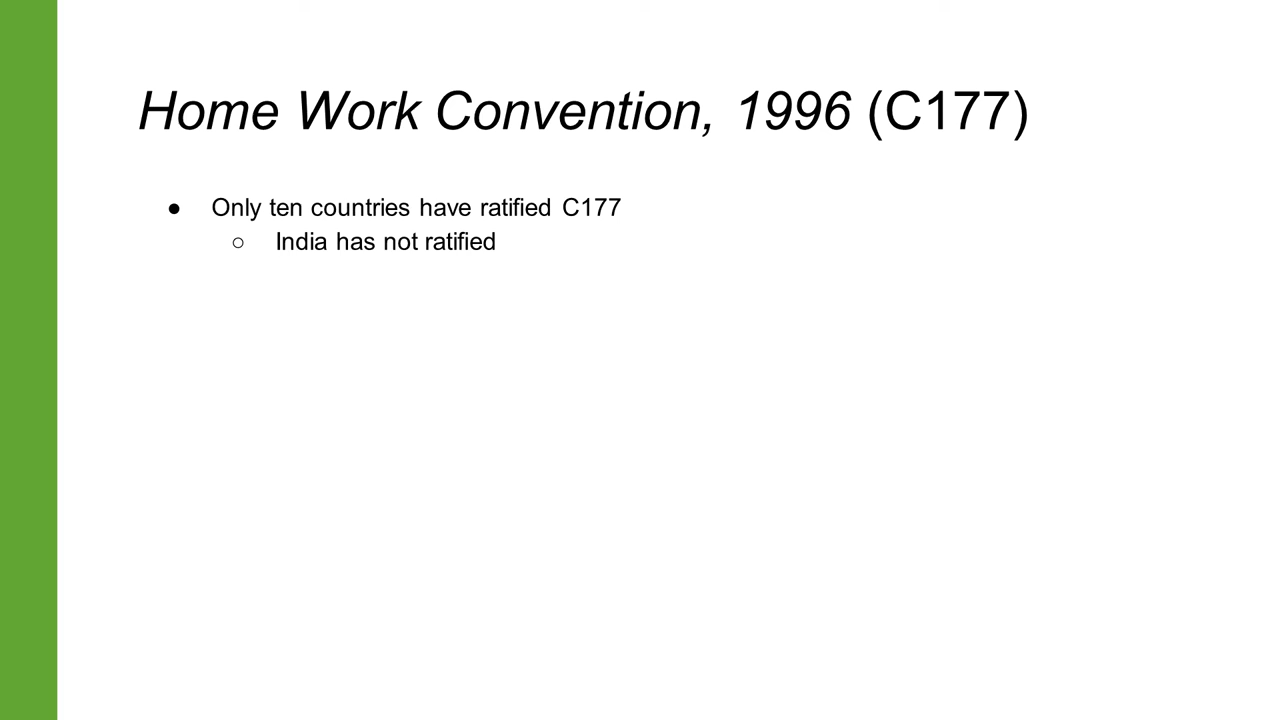 Home Work Convention, 1996 (C177)
● Only ten countries have ratified C177
○ India has not ratified